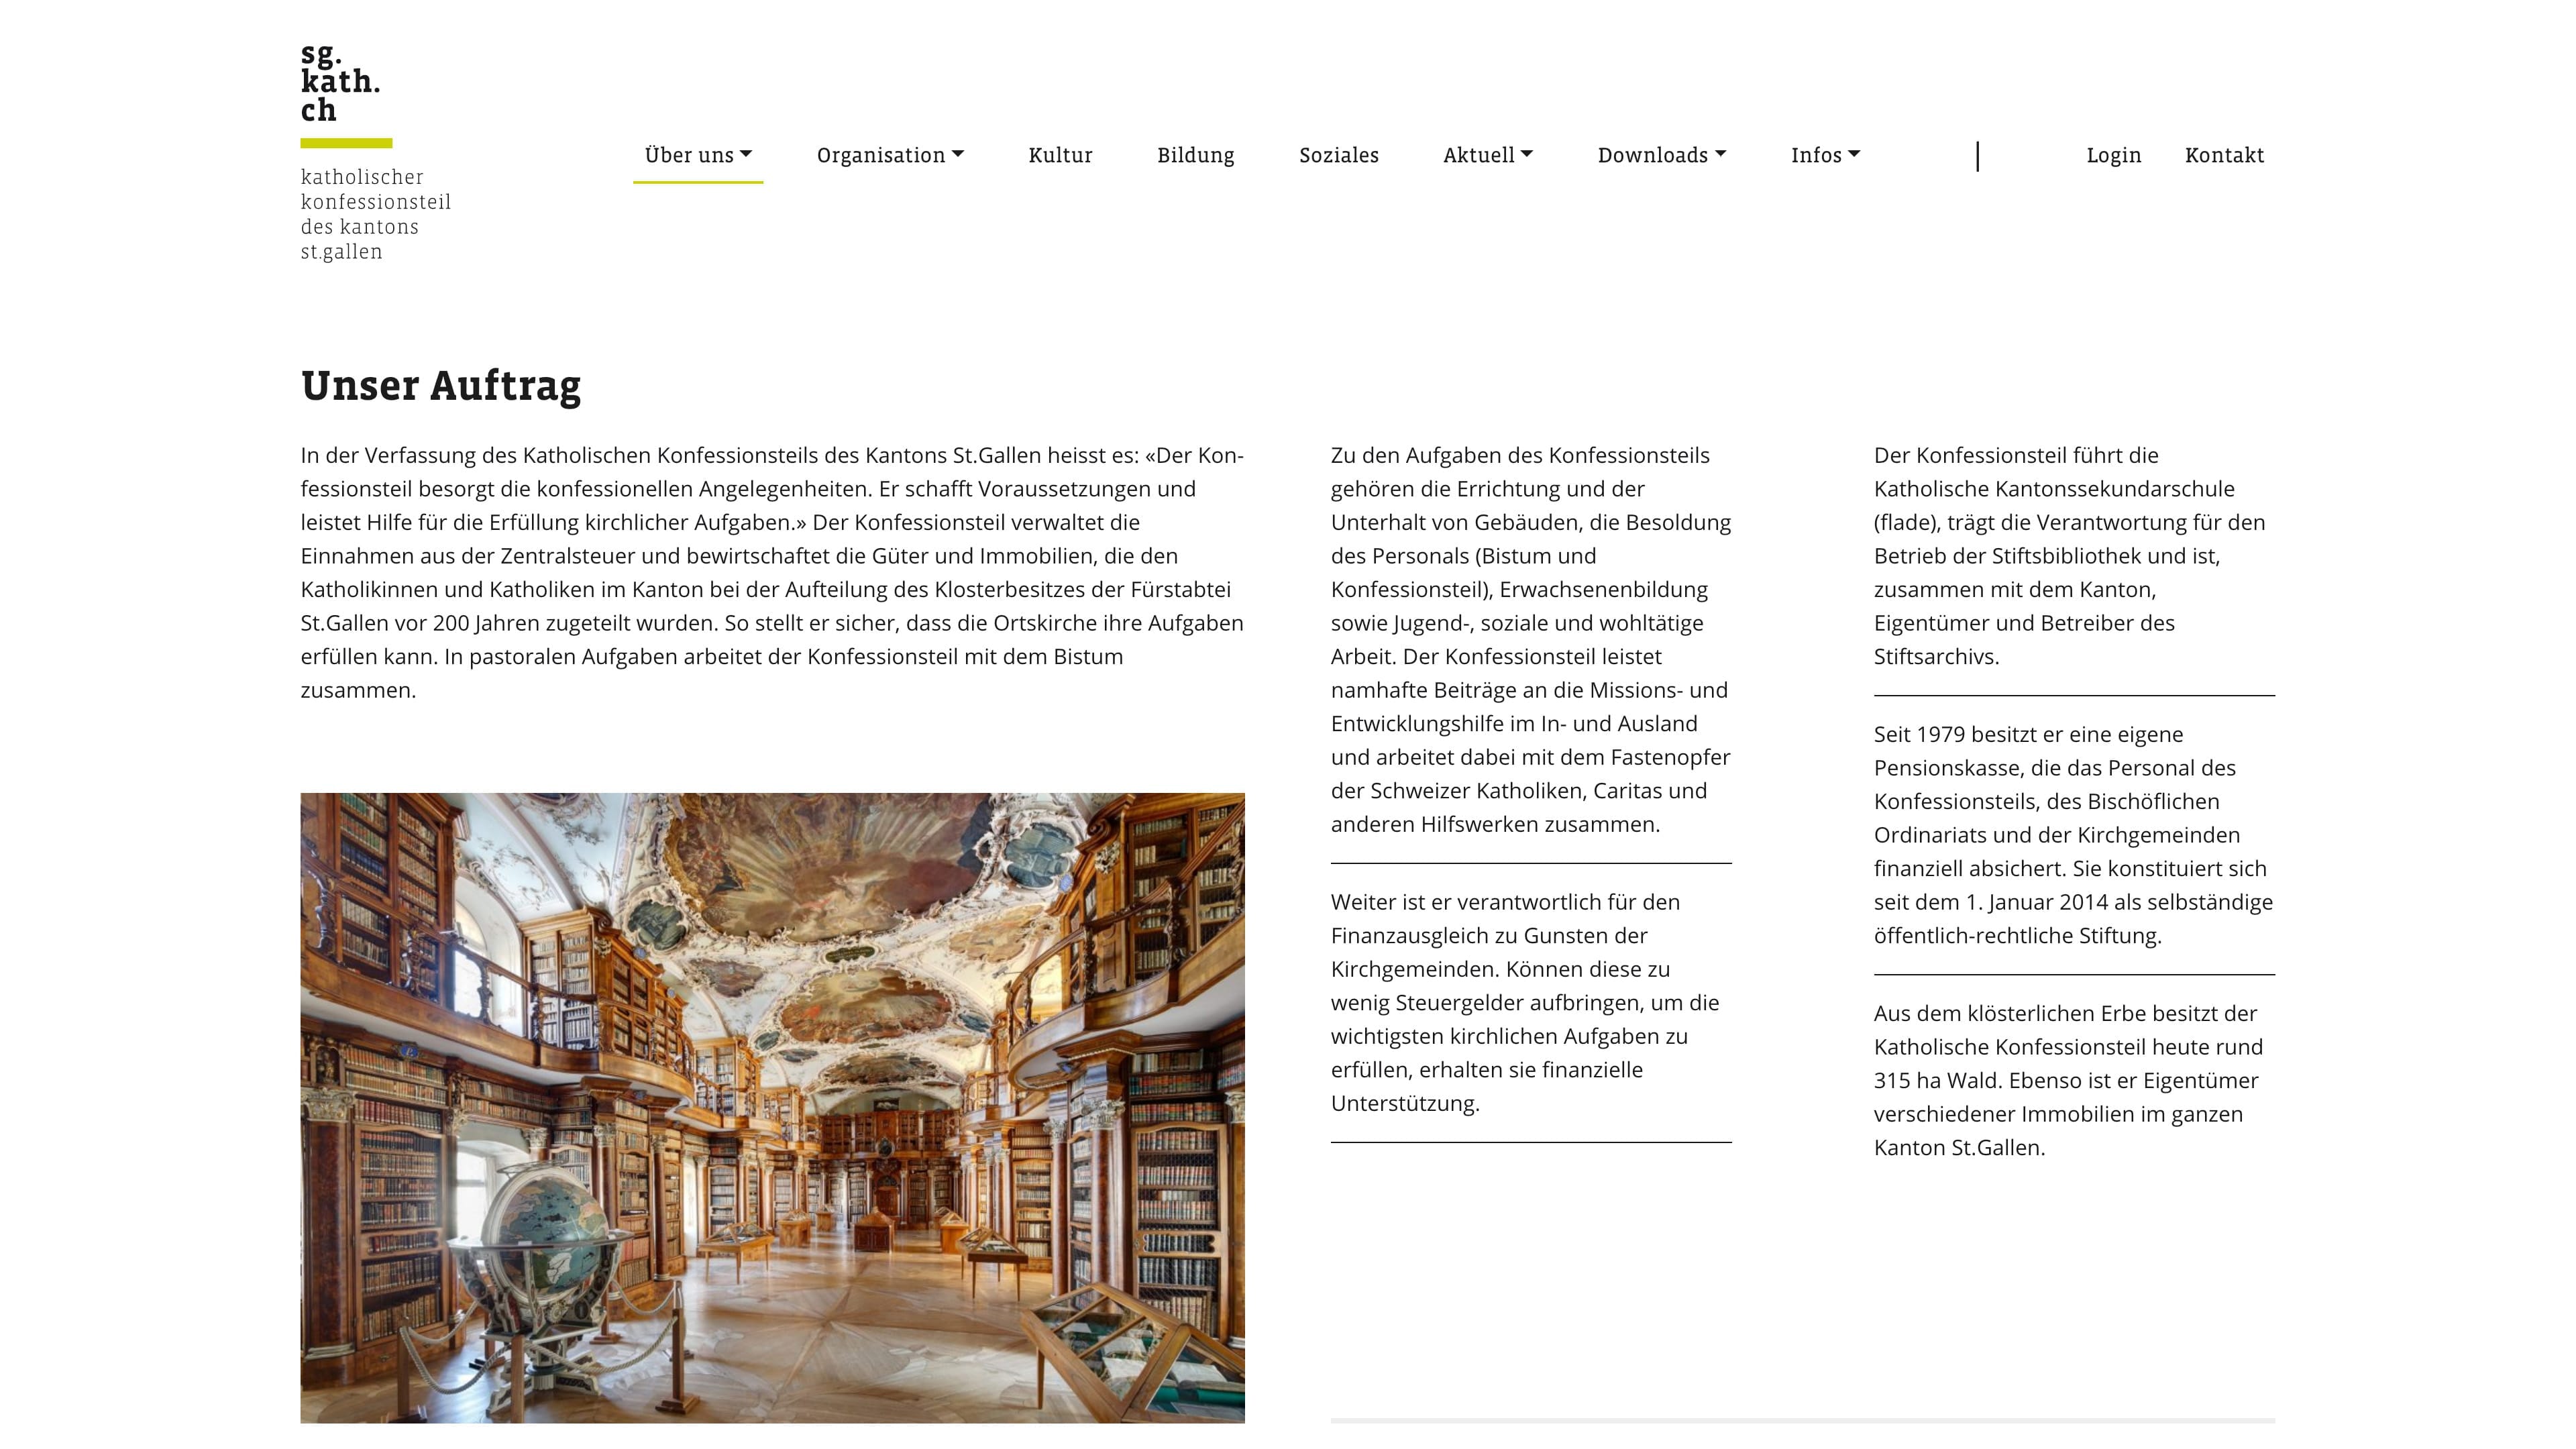 sg.
kath.
ch
katholischer
konfessionsteil
des kantons
st.gallen
Über uns
Organisation
Kultur
Bildung
Soziales
Aktuell
Downloads
Infos
Login
Kontakt
Unser Auftrag
In der Verfassung des Katholischen Konfessionsteils des Kantons St.Gallen heisst es: «Der Kon-
fessionsteil besorgt die konfessionellen Angelegenheiten. Er schafft Voraussetzungen und
leistet Hilfe für die Erfüllung kirchlicher Aufgaben.» Der Konfessionsteil verwaltet die
Einnahmen aus der Zentralsteuer und bewirtschaftet die Güter und Immobilien, die den
Katholikinnen und Katholiken im Kanton bei der Aufteilung des Klosterbesitzes der Fürstabtei
St.Gallen vor 200 Jahren zugeteilt wurden. So stellt er sicher, dass die Ortskirche ihre Aufgaben
erfüllen kann. In pastoralen Aufgaben arbeitet der Konfessionsteil mit dem Bistum
zusammen.
Zu den Aufgaben des Konfessionsteils
gehören die Errichtung und der
Unterhalt von Gebäuden, die Besoldung
des Personals (Bistum und
Konfessionsteil), Erwachsenenbildung
sowie Jugend-, soziale und wohltätige
Arbeit. Der Konfessionsteil leistet
namhafte Beiträge an die Missions- und
Entwicklungshilfe im In- und Ausland
und arbeitet dabei mit dem Fastenopfer
der Schweizer Katholiken, Caritas und
anderen Hilfswerken zusammen.
Weiter ist er verantwortlich für den
Finanzausgleich zu Gunsten der
Kirchgemeinden. Können diese zu
wenig Steuergelder aufbringen, um die
wichtigsten kirchlichen Aufgaben zu
erfüllen, erhalten sie finanzielle
Unterstützung.
Der Konfessionsteil führt die
Katholische Kantonssekundarschule
(flade), trägt die Verantwortung für den
Betrieb der Stiftsbibliothek und ist,
zusammen mit dem Kanton,
Eigentümer und Betreiber des
Stiftsarchivs.
Seit 1979 besitzt er eine eigene
Pensionskasse, die das Personal des
Konfessionsteils, des Bischöflichen
Ordinariats und der Kirchgemeinden
finanziell absichert. Sie konstituiert sich
seit dem 1. Januar 2014 als selbständige
öffentlich-rechtliche Stiftung.
Aus dem klösterlichen Erbe besitzt der
Katholische Konfessionsteil heute rund
315 ha Wald. Ebenso ist er Eigentümer
verschiedener Immobilien im ganzen
Kanton St.Gallen.